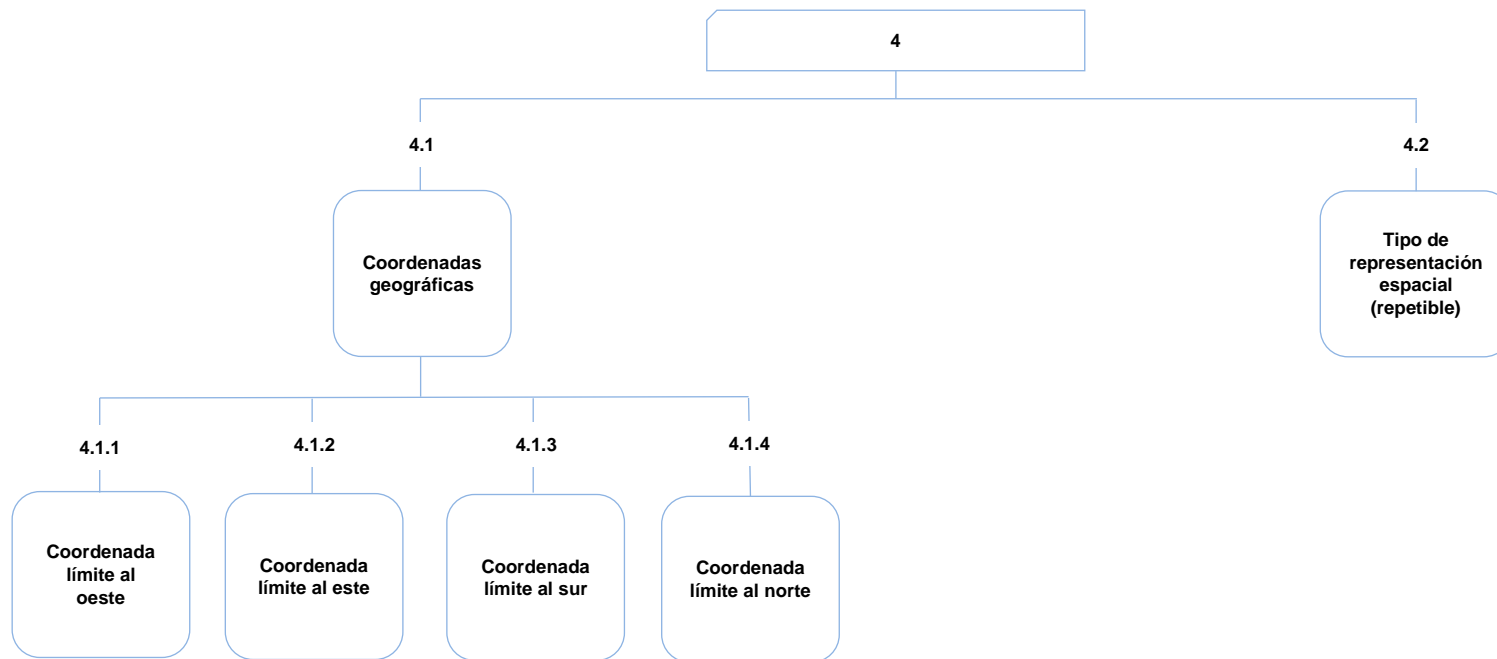 4
4.1
4.2
Coordenadas
geográficas
Tipo de
representación
espacial
(repetible)
4.1.1
4.1.2
4.1.3
4.1.4
Coordenada
límite al
oeste
Coordenada
límite al este
Coordenada
límite al sur
Coordenada
límite al norte